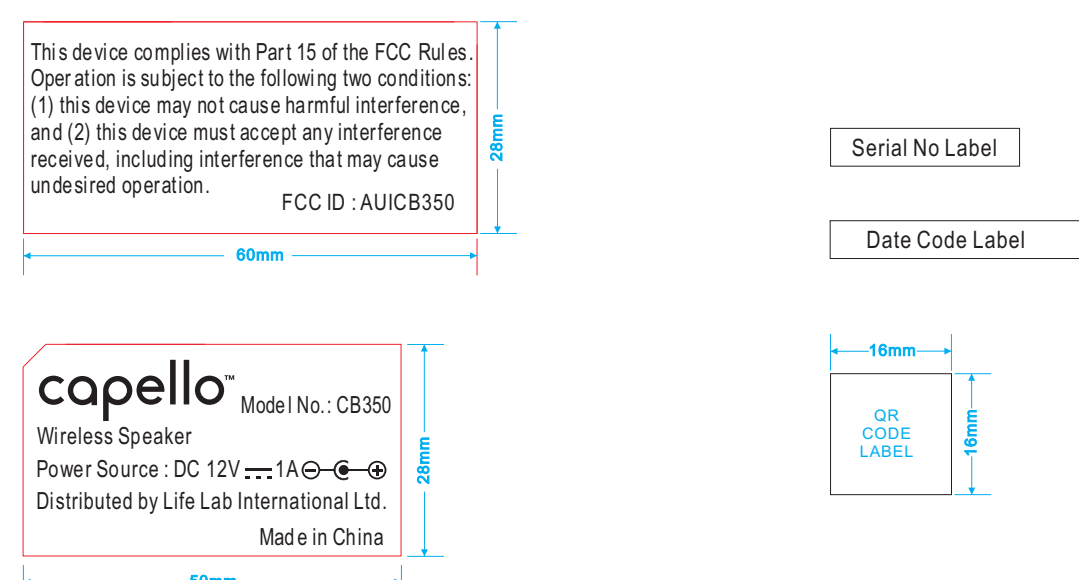 This device complies with Part 15 of the FCC Rules.
Operation is subject to the following two conditions:
(1) this device may not cause harmful interference,
and (2) this device must accept any interference
received, including interference that may cause
undesired operation.
FCC ID : AUICB350
28mm
60mm
Serial No Label
Date Code Label
capello™
Model No.: CB350
Wireless Speaker
Power Source : DC 12V 1A
Distributed by Life Lab International Ltd.
Made in China
28mm
50mm
16mm
QR
CODE
LABEL
16mm